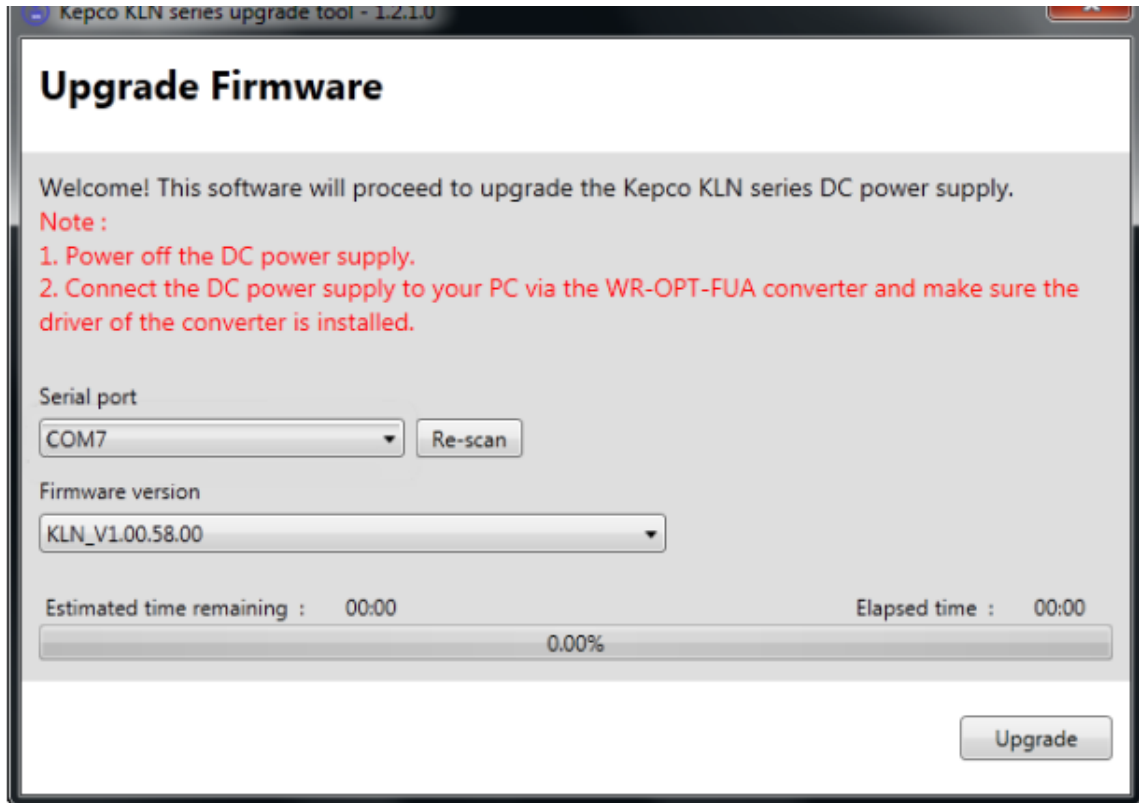 Kepco KLN series upgrade tool - 1.2.1.0
Upgrade Firmware
Welcome! This software will proceed to upgrade the Kepco KLN series DC power supply.
Note :
1. Power off the DC power supply.
2. Connect the DC power supply to your PC via the WR-OPT-FUA converter and make sure the
driver of the converter is installed.
Serial port
COM7 Re-scan
Firmware version
KLN_V1.00.58.00
Estimated time remaining : 00:00 Elapsed time : 00:00
0.00%
Upgrade